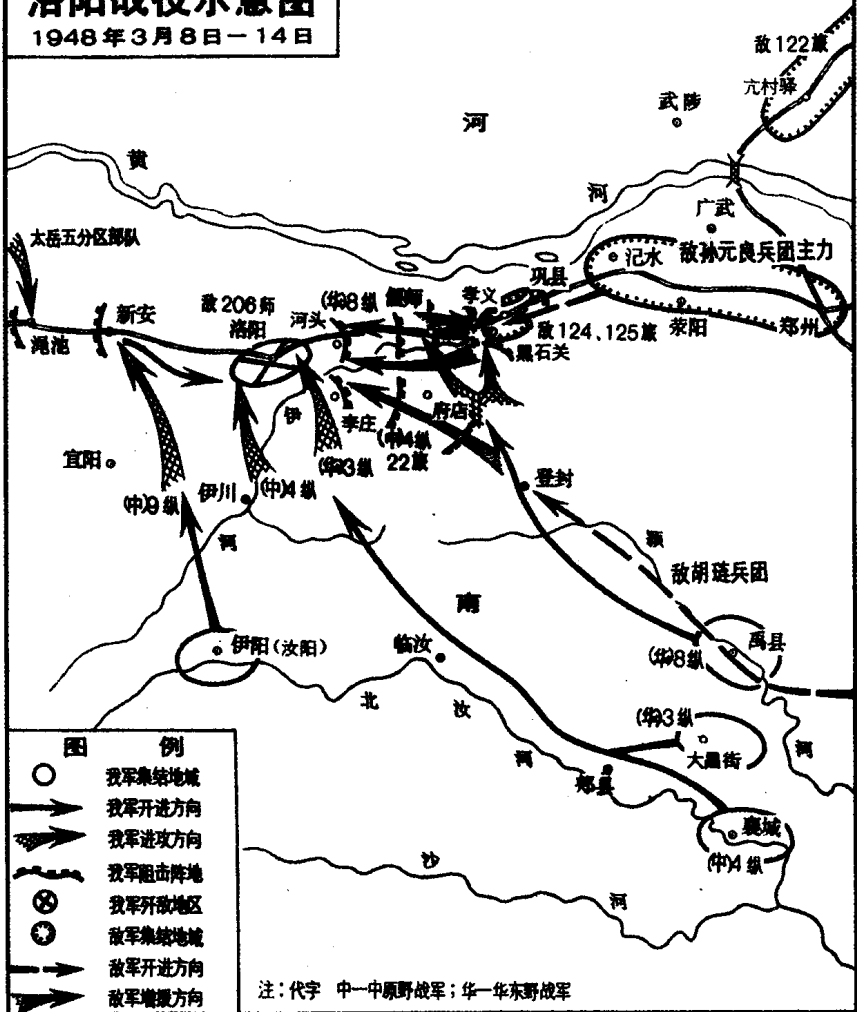 洛阳战役示意图
1948年3月8日－14日
敌122旅
亢村驿
武陟
河
黄
河
广武
太岳五分区部队
汜水
敌孙元良兵团主力
巩县
孝义
偃师
(华)8纵
敌206师
洛阳
河头
新安
渑池
敌124、125旅
荥阳
郑州
黑石关
伊
李庄
府店
(中)4纵
22旅
(华)3纵
宜阳
(中)9纵
伊川
(中)4纵
登封
河
颍
敌胡琏兵团
南
伊阳(汝阳)
临汝
禹县
(华)8纵
北
汝
河
(华)3纵
河
郏县
襄城
(中)4纵
沙
河
图 例
我军集结地域
我军开进方向
我军进攻方向
我军阻击阵地
我军歼敌地区
敌军集结地域
敌军开进方向
敌军增援方向
注：代字 中一中原野战军；华一华东野战军